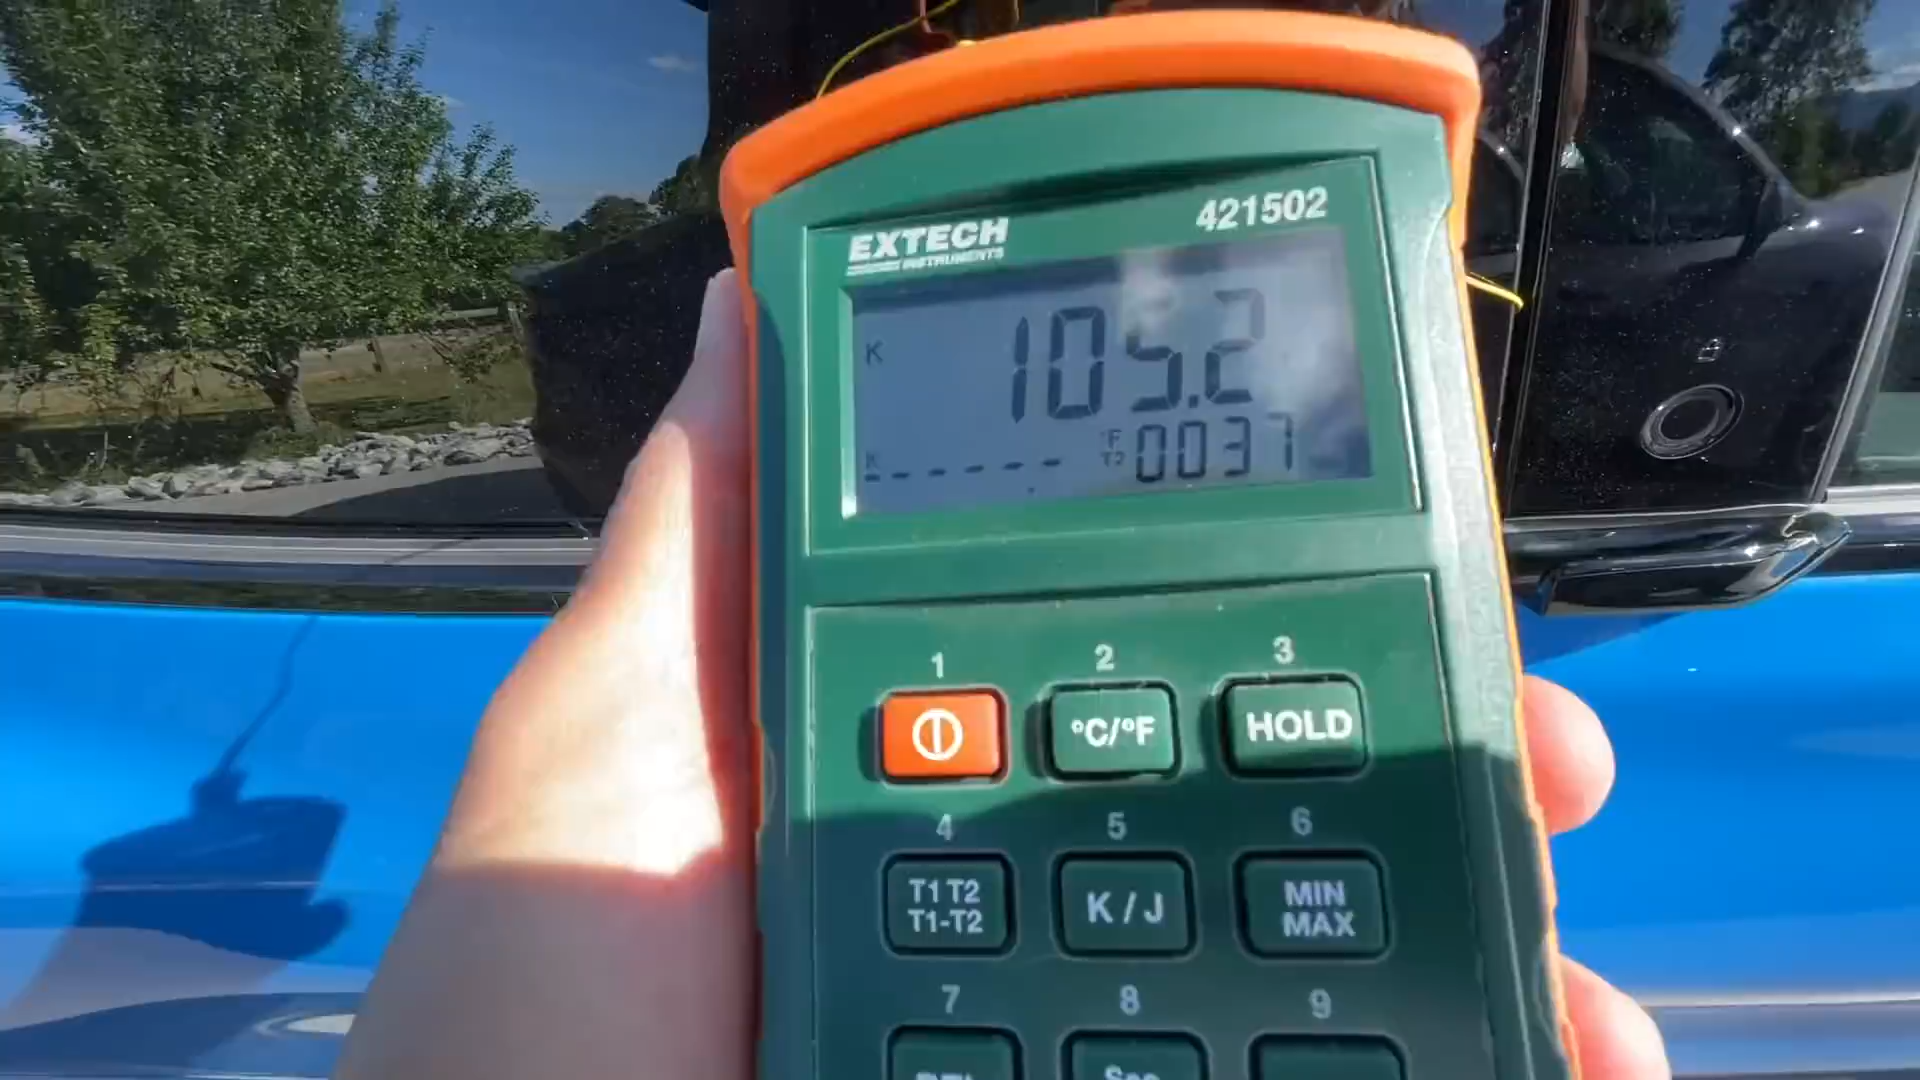 EXTECH
INSTRUMENTS
421502
K
105.2
K
°F
T2
0037
1
2
3
°C/°F
HOLD
4
5
6
T1 T2
T1-T2
K / J
MIN
MAX
7
8
9